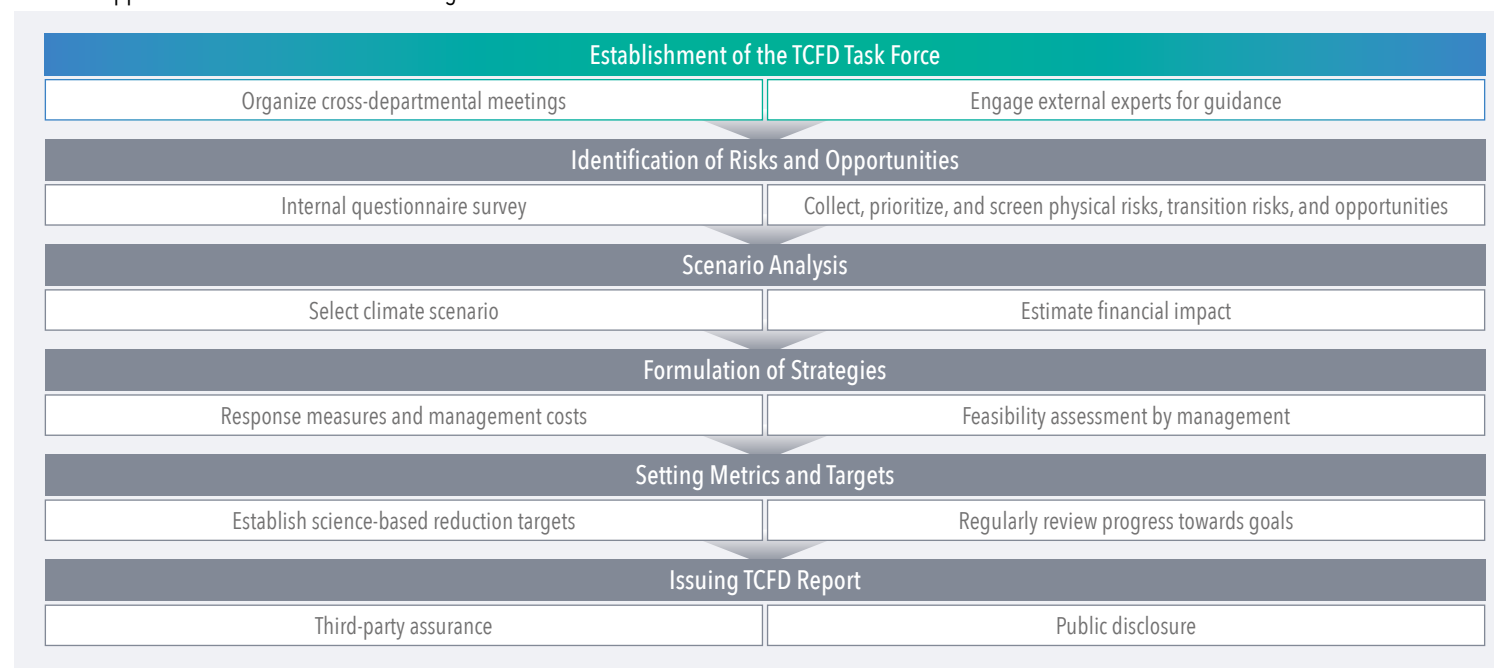 Establishment of the TCFD Task Force
Organize cross-departmental meetings
Engage external experts for guidance
Identification of Risks and Opportunities
Internal questionnaire survey
Collect, prioritize, and screen physical risks, transition risks, and opportunities
Scenario Analysis
Select climate scenario
Estimate financial impact
Formulation of Strategies
Response measures and management costs
Feasibility assessment by management
Setting Metrics and Targets
Establish science-based reduction targets
Regularly review progress towards goals
Issuing TCFD Report
Third-party assurance
Public disclosure